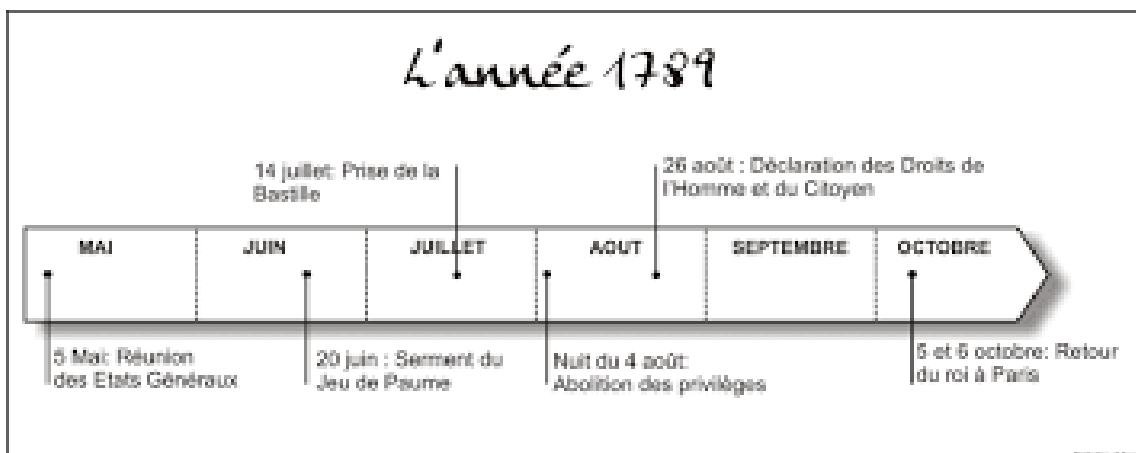 L'année 1789
14 juillet: Prise de la
Bastille
26 août : Déclaration des Droits de
l'Homme et du Citoyen
MAI
JUIN
JUILLET
AOUT
SEPTEMBRE
OCTOBRE
5 Mai: Réunion
des Etats Généraux
20 juin : Serment du
Jeu de Paume
Nuit du 4 août:
Abolition des privilèges
5 et 6 octobre: Retour
du roi à Paris